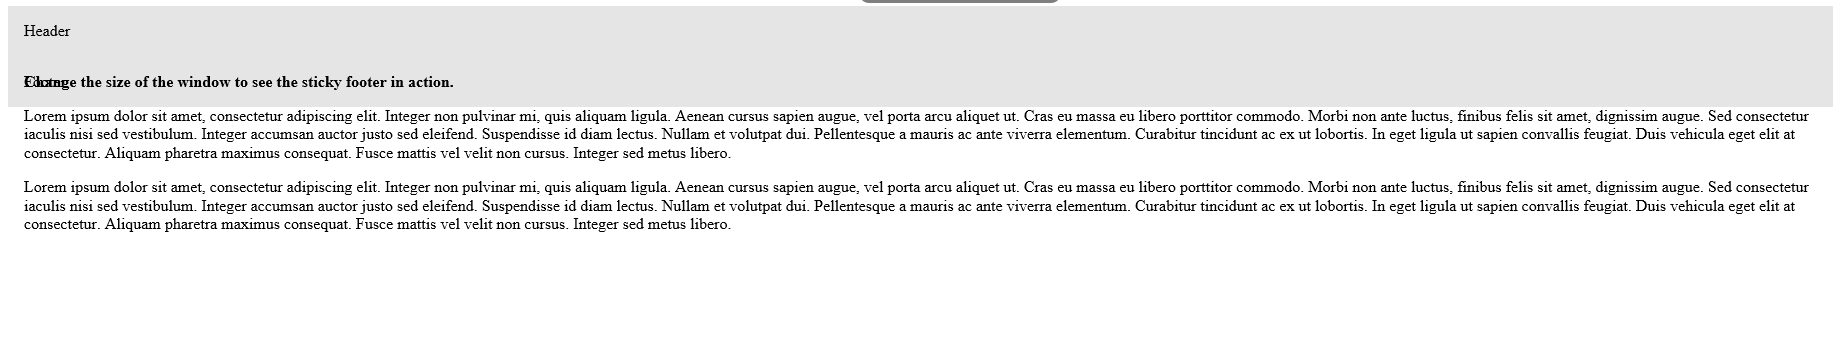 Header
Change the size of the window to see the sticky footer in action.
Lorem ipsum dolor sit amet, consectetur adipiscing elit. Integer non pulvinar mi, quis aliquam ligula. Aenean cursus sapien augue, vel porta arcu aliquet ut. Cras eu massa eu libero porttitor commodo. Morbi non ante luctus, finibus felis sit amet, dignissim augue. Sed consectetur
iaculis nisi sed vestibulum. Integer accumsan auctor justo sed eleifend. Suspendisse id diam lectus. Nullam et volutpat dui. Pellentesque a mauris ac ante viverra elementum. Curabitur tincidunt ac ex ut lobortis. In eget ligula ut sapien convallis feugiat. Duis vehicula eget elit at
consectetur. Aliquam pharetra maximus consequat. Fusce mattis vel velit non cursus. Integer sed metus libero.
Lorem ipsum dolor sit amet, consectetur adipiscing elit. Integer non pulvinar mi, quis aliquam ligula. Aenean cursus sapien augue, vel porta arcu aliquet ut. Cras eu massa eu libero porttitor commodo. Morbi non ante luctus, finibus felis sit amet, dignissim augue. Sed consectetur
iaculis nisi sed vestibulum. Integer accumsan auctor justo sed eleifend. Suspendisse id diam lectus. Nullam et volutpat dui. Pellentesque a mauris ac ante viverra elementum. Curabitur tincidunt ac ex ut lobortis. In eget ligula ut sapien convallis feugiat. Duis vehicula eget elit at
consectetur. Aliquam pharetra maximus consequat. Fusce mattis vel velit non cursus. Integer sed metus libero.